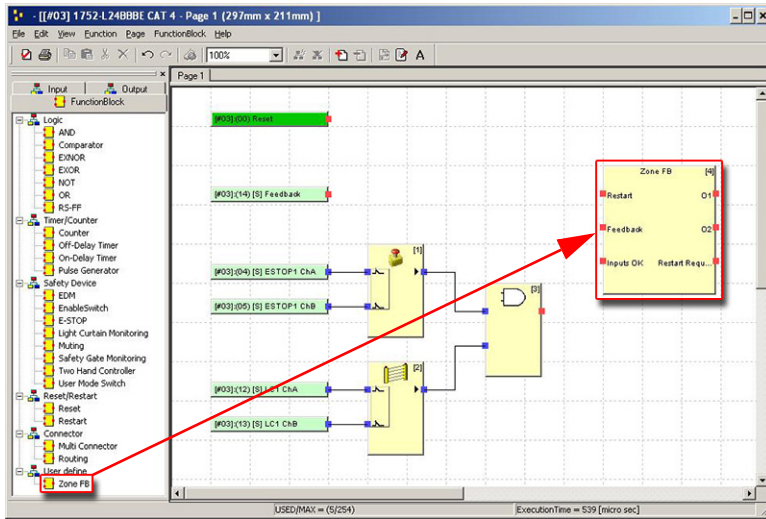 - [[#03] 1752-L24BBBE CAT 4 - Page 1 (297mm x 211mm) ]
File Edit View Function Page FunctionBlock Help
100%
Page 1
Input Output
FunctionBlock
Logic
AND
Comparator
EXNOR
EXOR
NOT
OR
RS-FF
Timer/Counter
Counter
Off-Delay Timer
On-Delay Timer
Pulse Generator
Safety Device
EDM
EnableSwitch
E-STOP
Light Curtain Monitoring
Muting
Safety Gate Monitoring
Two Hand Controller
User Mode Switch
Reset/Restart
Reset
Restart
Connector
Multi Connector
Routing
User define
Zone FB
[#03]:(00) Reset
[#03]:(14) [S] Feedback
[#03]:(04) [S] ESTOP1 ChA
[#03]:(05) [S] ESTOP1 ChB
[1]
[#03]:(12) [S] LC1 ChA
[#03]:(13) [S] LC1 ChB
[2]
[3]
Zone FB [4]
Restart O1
Feedback O2
Inputs OK Restart Requ...
USED/MAX = (5/254)
ExecutionTime = 539 [micro sec]